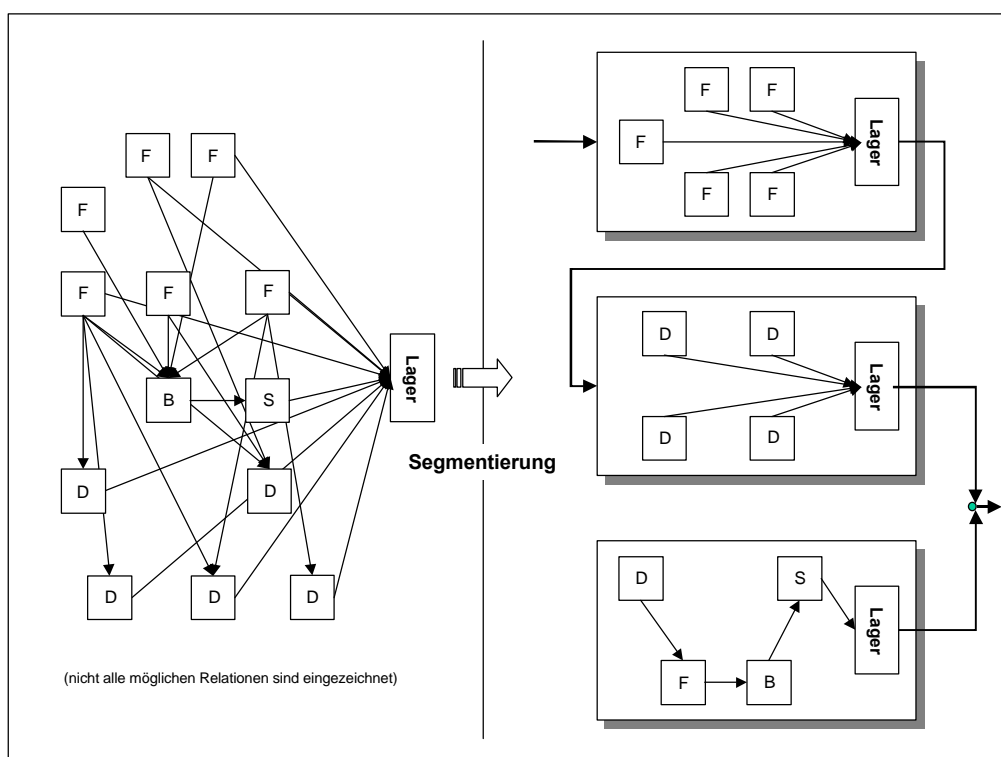 F
F
F
F
F
F
B
S
Lager
D
D
D
D
D
(nicht alle möglichen Relationen sind eingezeichnet)
Segmentierung
F
F
F
F
F
Lager
D
D
D
D
Lager
D
S
F
B
Lager